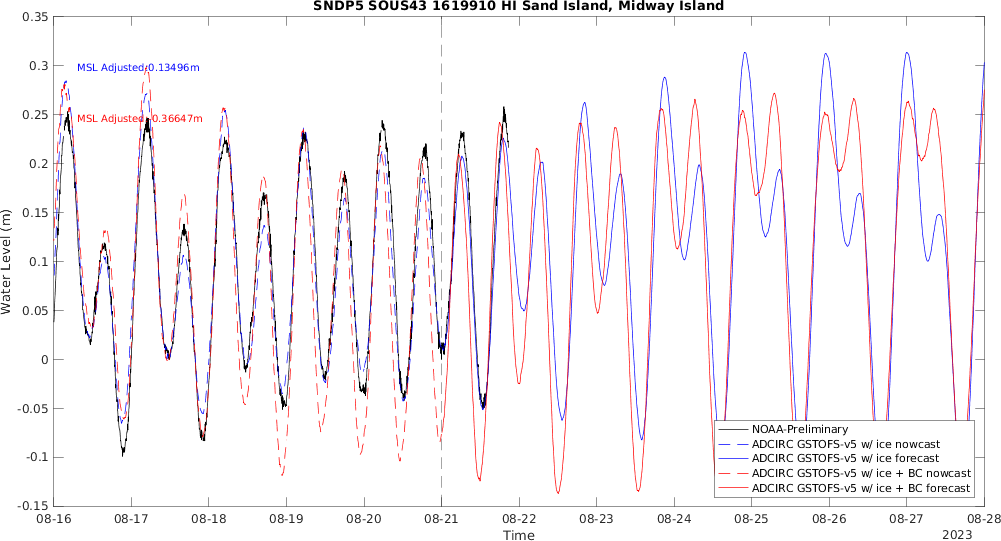 SNDP5 SOUS43 1619910 HI Sand Island, Midway Island
0.35
0.3
0.25
0.2
0.15
0.1
0.05
0
-0.05
-0.1
-0.15
Water Level (m)
MSL Adjusted 0.13496m
MSL Adjusted 0.36647m
NOAA-Preliminary
ADCIRC GSTOFS-v5 w/ ice nowcast
ADCIRC GSTOFS-v5 w/ ice forecast
ADCIRC GSTOFS-v5 w/ ice + BC nowcast
ADCIRC GSTOFS-v5 w/ ice + BC forecast
08-16 08-17 08-18 08-19 08-20 08-21 08-22 08-23 08-24 08-25 08-26 08-27 08-28
Time
2023